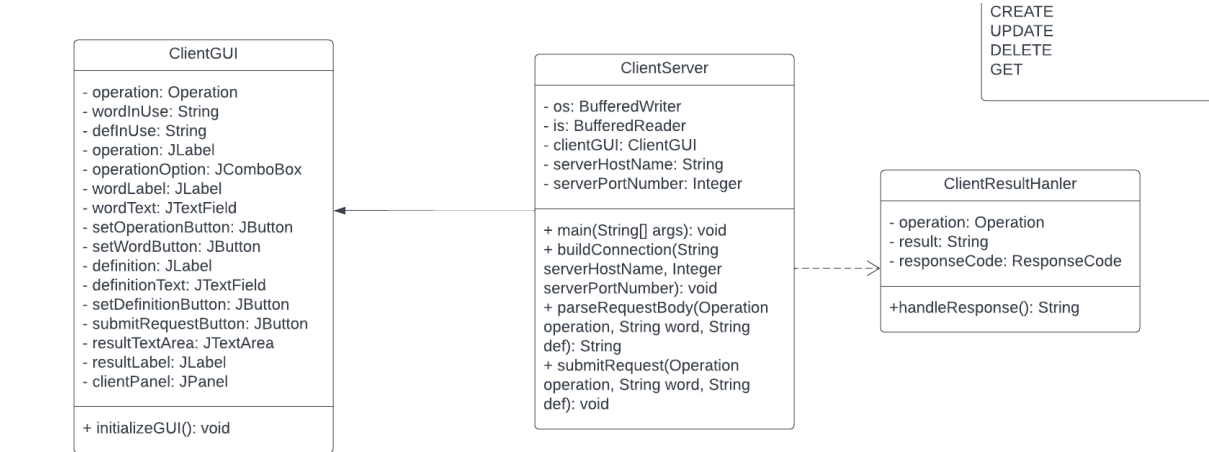 CREATE
UPDATE
DELETE
GET
ClientGUI
- operation: Operation
- wordInUse: String
- defInUse: String
- operation: JLabel
- operationOption: JComboBox
- wordLabel: JLabel
- wordText: JTextField
- setOperationButton: JButton
- setWordButton: JButton
- definition: JLabel
- definitionText: JTextField
- setDefinitionButton: JButton
- submitRequestButton: JButton
- resultTextArea: JTextArea
- resultLabel: JLabel
- clientPanel: JPanel
+ initializeGUI(): void
ClientServer
- os: BufferedWriter
- is: BufferedReader
- clientGUI: ClientGUI
- serverHostName: String
- serverPortNumber: Integer
+ main(String[] args): void
+ buildConnection(String
serverHostName, Integer
serverPortNumber): void
+ parseRequestBody(Operation
operation, String word, String
def): String
+ submitRequest(Operation
operation, String word, String
def): void
ClientResultHanler
- operation: Operation
- result: String
- responseCode: ResponseCode
+handleResponse(): String